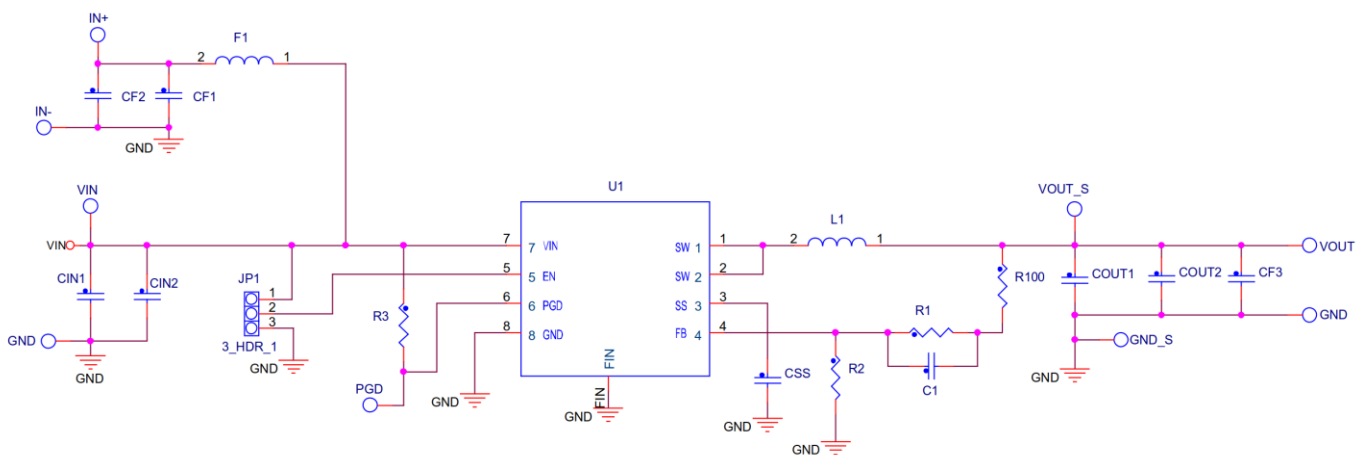 IN+
F1
2 1
CF2 CF1
IN-
GND
U1
VOUT_S
VIN
L1
VIN
7 7 VIN SW 1 1 2 1
VOUT
CIN1 CIN2
JP1
5 5 EN SW 2 2
R100
COUT1 COUT2 CF3
1
2
3
R3
6 6 PGD SS 3 3
R1
8 8 GND FB 4 4
GND
GND
3_HDR_1
GND_S
FIN
GND
GND
PGD
CSS
R2
C1
GND
GND
FIN
GND
GND
GND